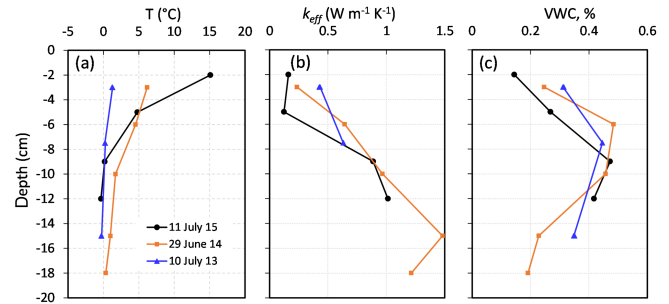 T (°C)
-5 0 5 10 15 20
k_eff (W m⁻¹ K⁻¹)
0 0.5 1 1.5
VWC, %
0 0.2 0.4 0.6
Depth (cm)
0
-2
-4
-6
-8
-10
-12
-14
-16
-18
(a)
11 July 15
29 June 14
10 July 13
(b)
(c)